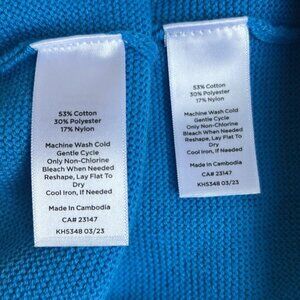 53% Cotton
30% Polyester
17% Nylon
Machine Wash Cold
Gentle Cycle
Only Non-Chlorine
Bleach When Needed
Reshape, Lay Flat To
Dry
Cool Iron, If Needed
Made In Cambodia
CA# 23147
KH5348 03/23
53% Cotton
30% Polyester
17% Nylon
Machine Wash Cold
Gentle Cycle
Only Non-Chlorine
Bleach When Needed
Reshape, Lay Flat To
Dry
Cool Iron, If Needed
Made In Cambodia
CA# 23147
KH5348 03/23